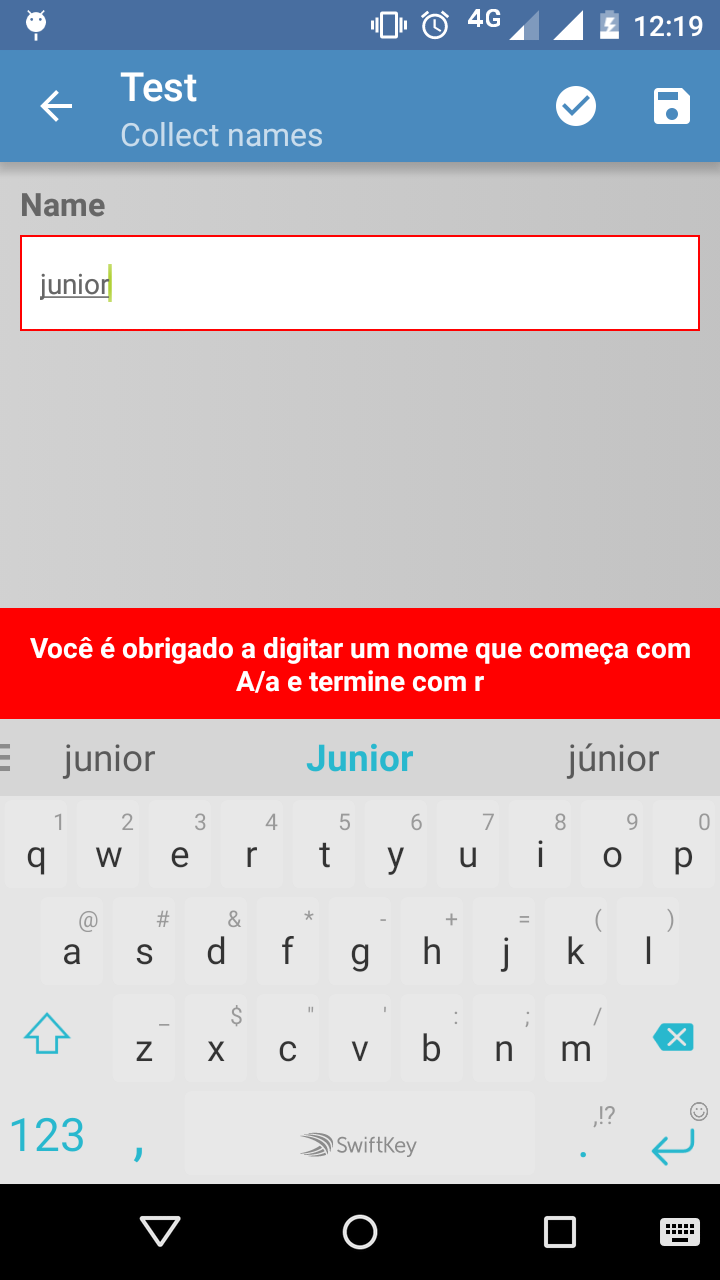 4G 12:19
Test
Collect names
Name
junior
Você é obrigado a digitar um nome que começa com
A/a e termine com r
junior Junior júnior
1 2 3 4 5 6 7 8 9 0
q w e r t y u i o p
@ # & * - + = ( )
a s d f g h j k l
_ $ " ' : ; /
z x c v b n m
,!?
123 , SwiftKey .